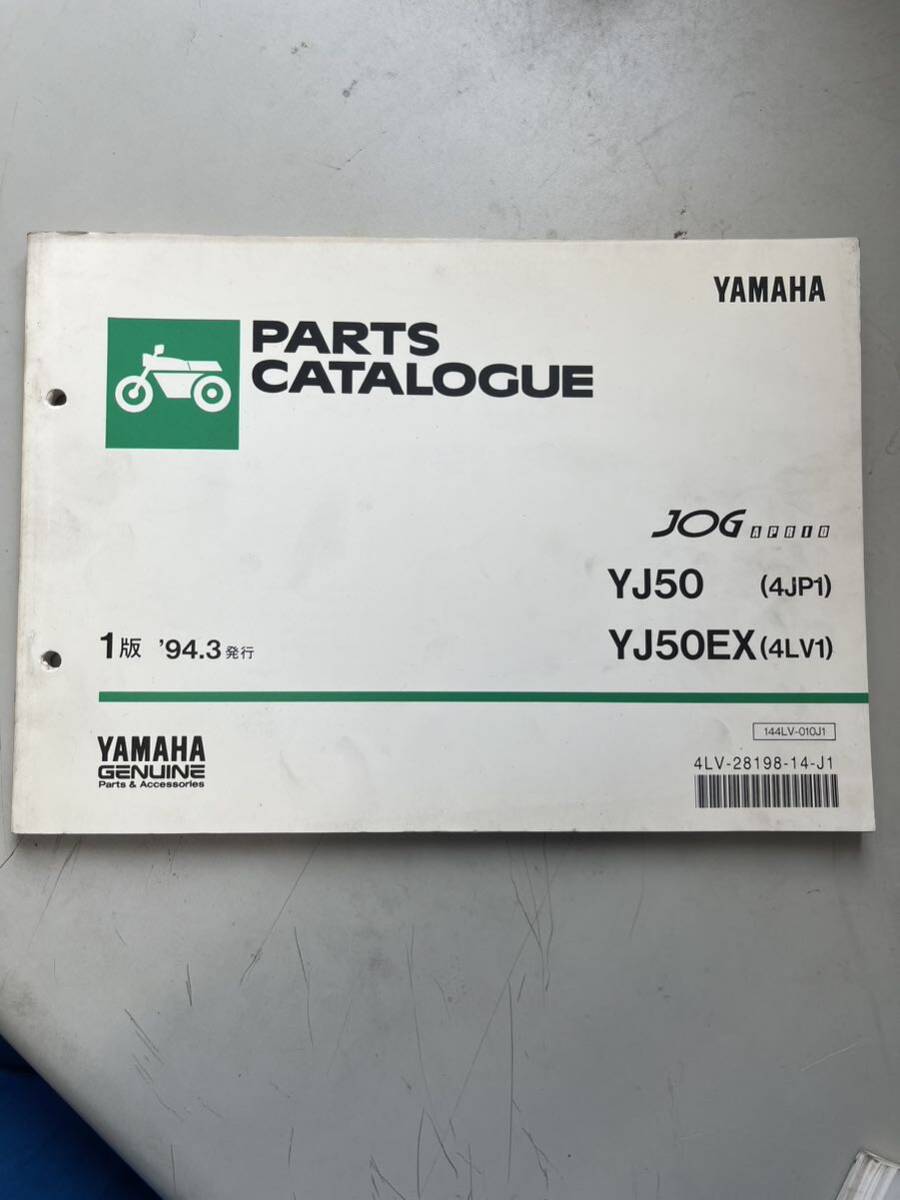 YAMAHA
PARTS
CATALOGUE
JOG APRIO
YJ50 (4JP1)
YJ50EX(4LV1)
1版 '94.3発行
YAMAHA
GENUINE
Parts & Accessories
144LV-010J1
4LV-28198-14-J1